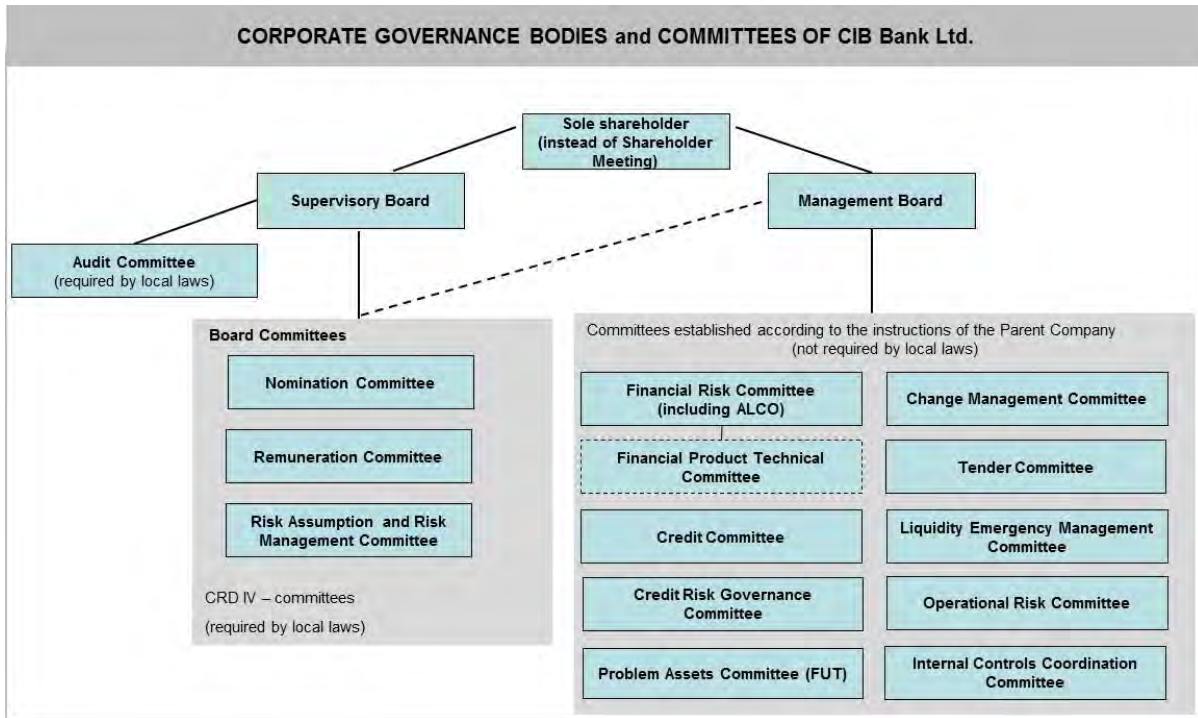 CORPORATE GOVERNANCE BODIES and COMMITTEES OF CIB Bank Ltd.
Sole shareholder
(instead of Shareholder
Meeting)
Supervisory Board
Management Board
Audit Committee
(required by local laws)
Board Committees
Nomination Committee
Remuneration Committee
Risk Assumption and Risk
Management Committee
CRD IV – committees
(required by local laws)
Committees established according to the instructions of the Parent Company
(not required by local laws)
Financial Risk Committee
(including ALCO)
Change Management Committee
Financial Product Technical
Committee
Tender Committee
Credit Committee
Liquidity Emergency Management
Committee
Credit Risk Governance
Committee
Operational Risk Committee
Problem Assets Committee (FUT)
Internal Controls Coordination
Committee